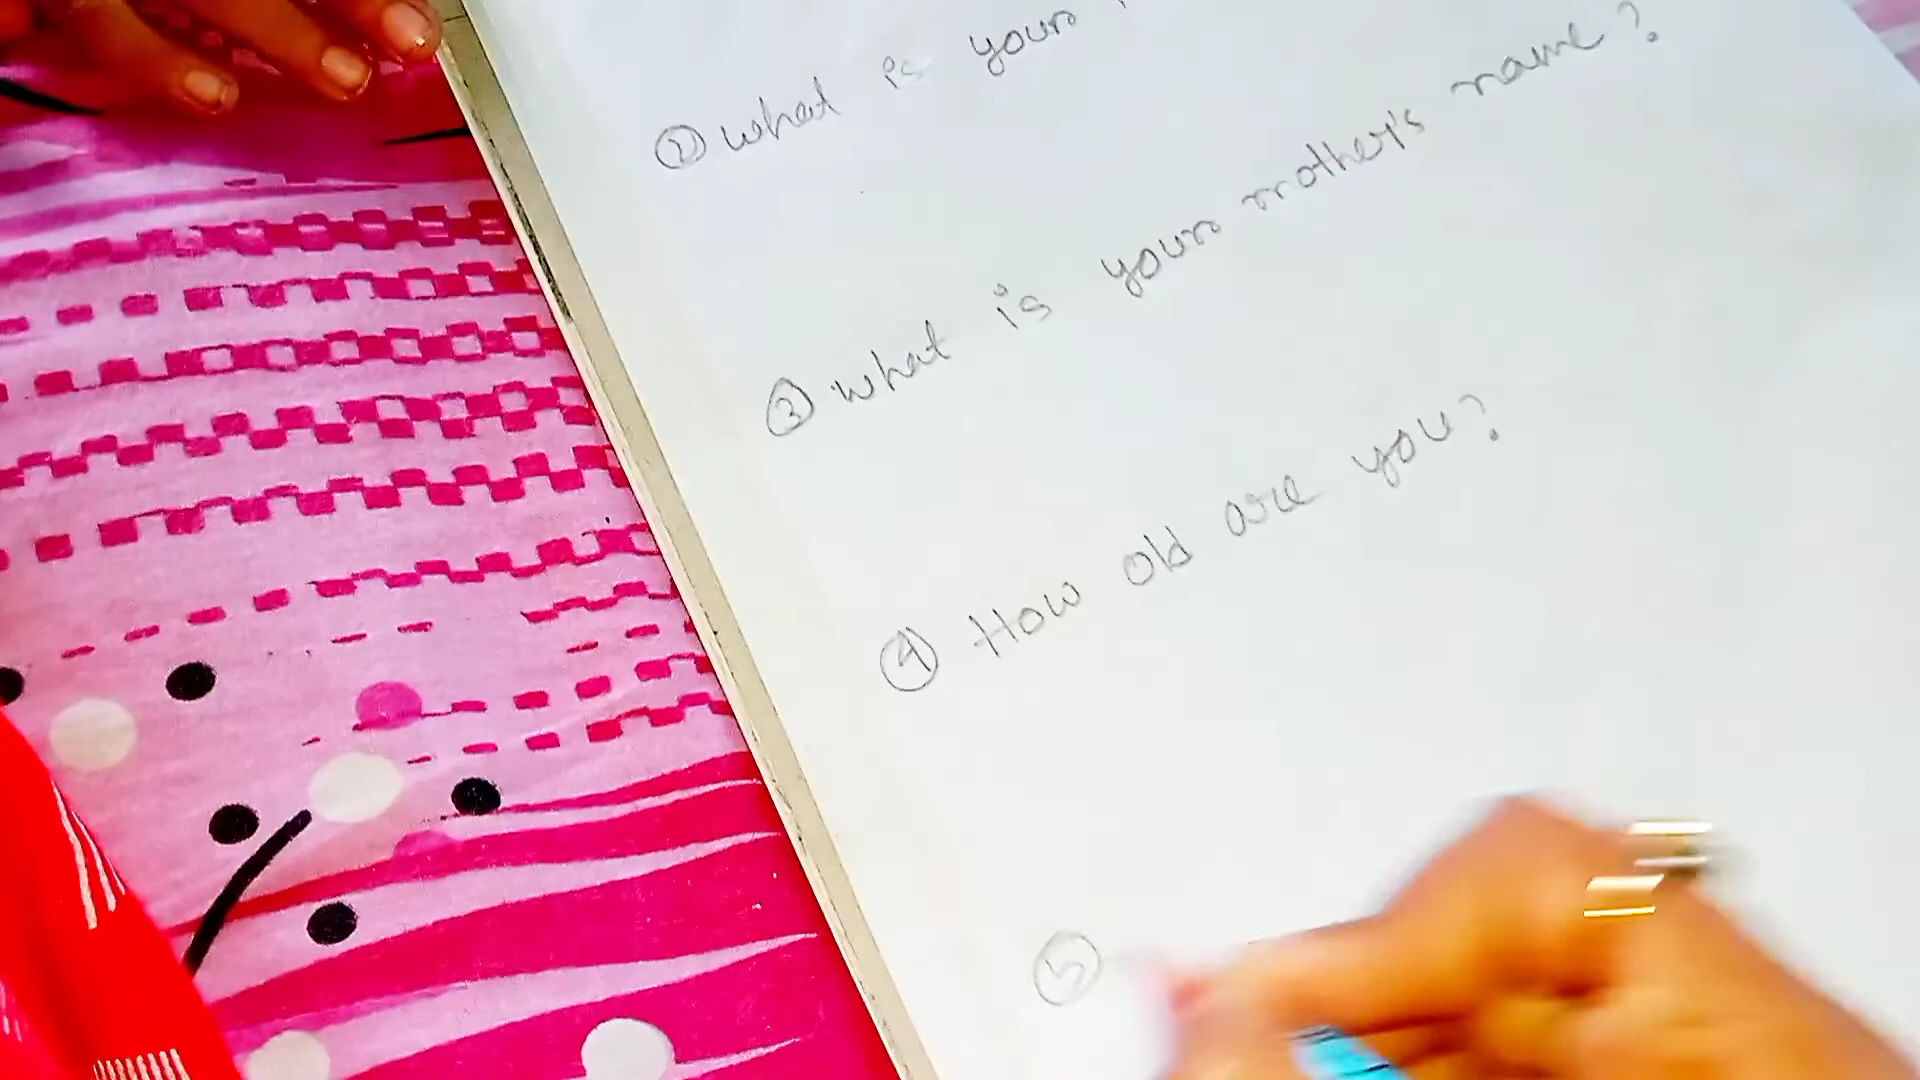 ② What is your
③ What is your mother's name?
④ How old are you?
⑤